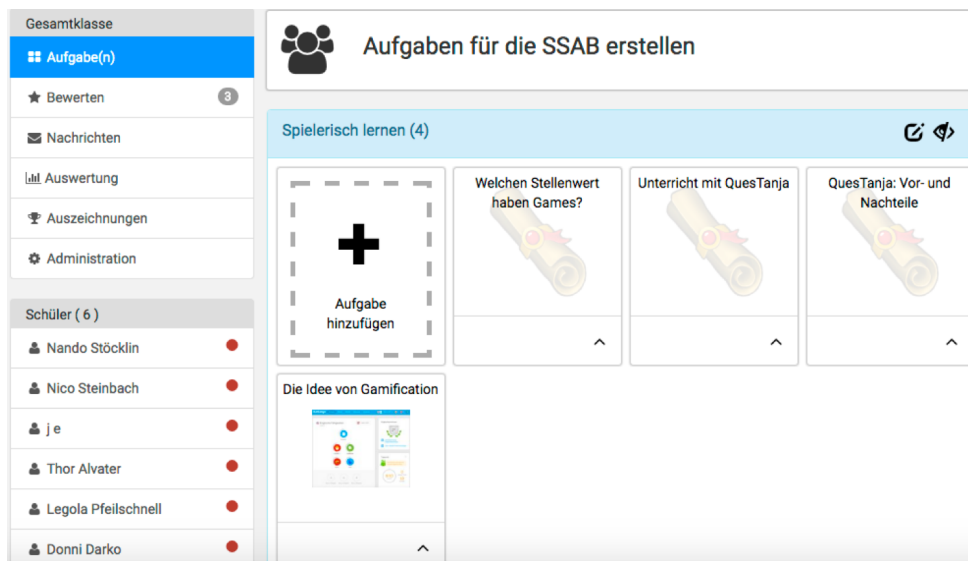 Gesamtklasse
Aufgabe(n)
Bewerten 3
Nachrichten
Auswertung
Auszeichnungen
Administration
Schüler ( 6 )
Nando Stöcklin
Nico Steinbach
j e
Thor Alvater
Legola Pfeilschnell
Donni Darko
Aufgaben für die SSAB erstellen
Spielerisch lernen (4)
Aufgabe
hinzufügen
Welchen Stellenwert
haben Games?
Unterricht mit QuesTanja
QuesTanja: Vor- und
Nachteile
Die Idee von Gamification